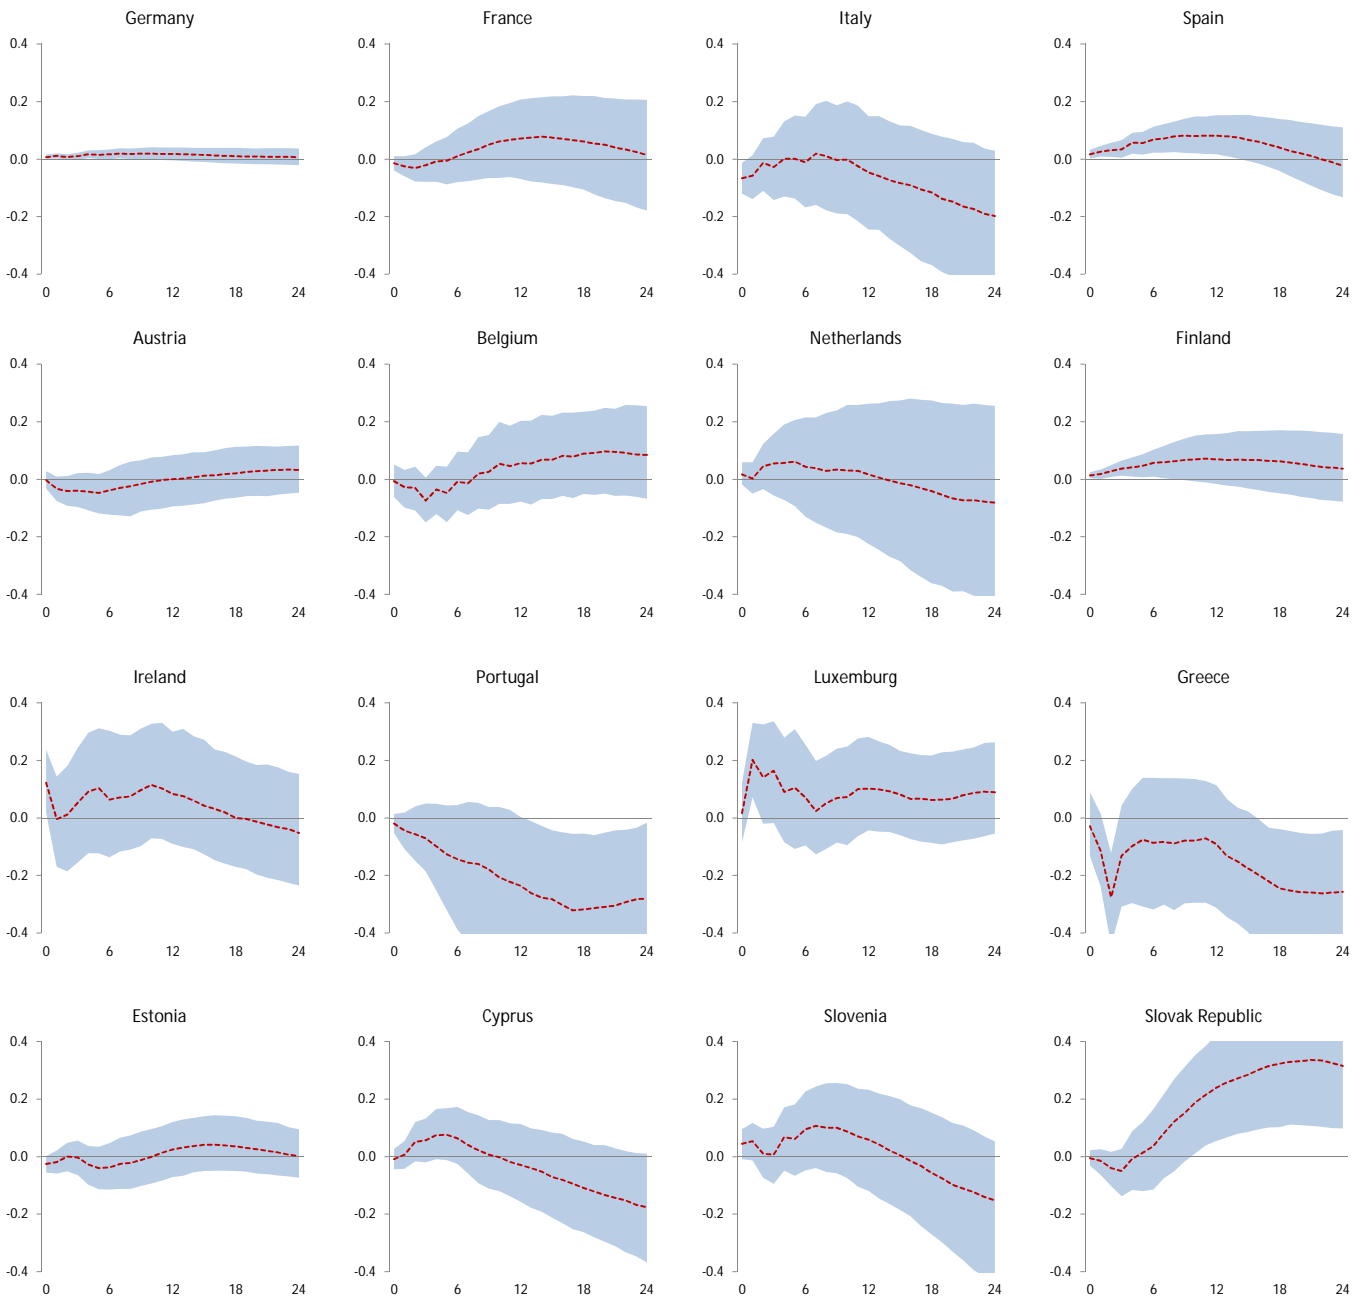 Germany France Italy Spain
0.4 0.4 0.4 0.4
0.2 0.2 0.2 0.2
0.0 0.0 0.0 0.0
-0.2 -0.2 -0.2 -0.2
-0.4 -0.4 -0.4 -0.4
0 6 12 18 24 0 6 12 18 24 0 6 12 18 24 0 6 12 18 24
Austria Belgium Netherlands Finland
0.4 0.4 0.4 0.4
0.2 0.2 0.2 0.2
0.0 0.0 0.0 0.0
-0.2 -0.2 -0.2 -0.2
-0.4 -0.4 -0.4 -0.4
0 6 12 18 24 0 6 12 18 24 0 6 12 18 24 0 6 12 18 24
Ireland Portugal Luxemburg Greece
0.4 0.4 0.4 0.4
0.2 0.2 0.2 0.2
0.0 0.0 0.0 0.0
-0.2 -0.2 -0.2 -0.2
-0.4 -0.4 -0.4 -0.4
0 6 12 18 24 0 6 12 18 24 0 6 12 18 24 0 6 12 18 24
Estonia Cyprus Slovenia Slovak Republic
0.4 0.4 0.4 0.4
0.2 0.2 0.2 0.2
0.0 0.0 0.0 0.0
-0.2 -0.2 -0.2 -0.2
-0.4 -0.4 -0.4 -0.4
0 6 12 18 24 0 6 12 18 24 0 6 12 18 24 0 6 12 18 24